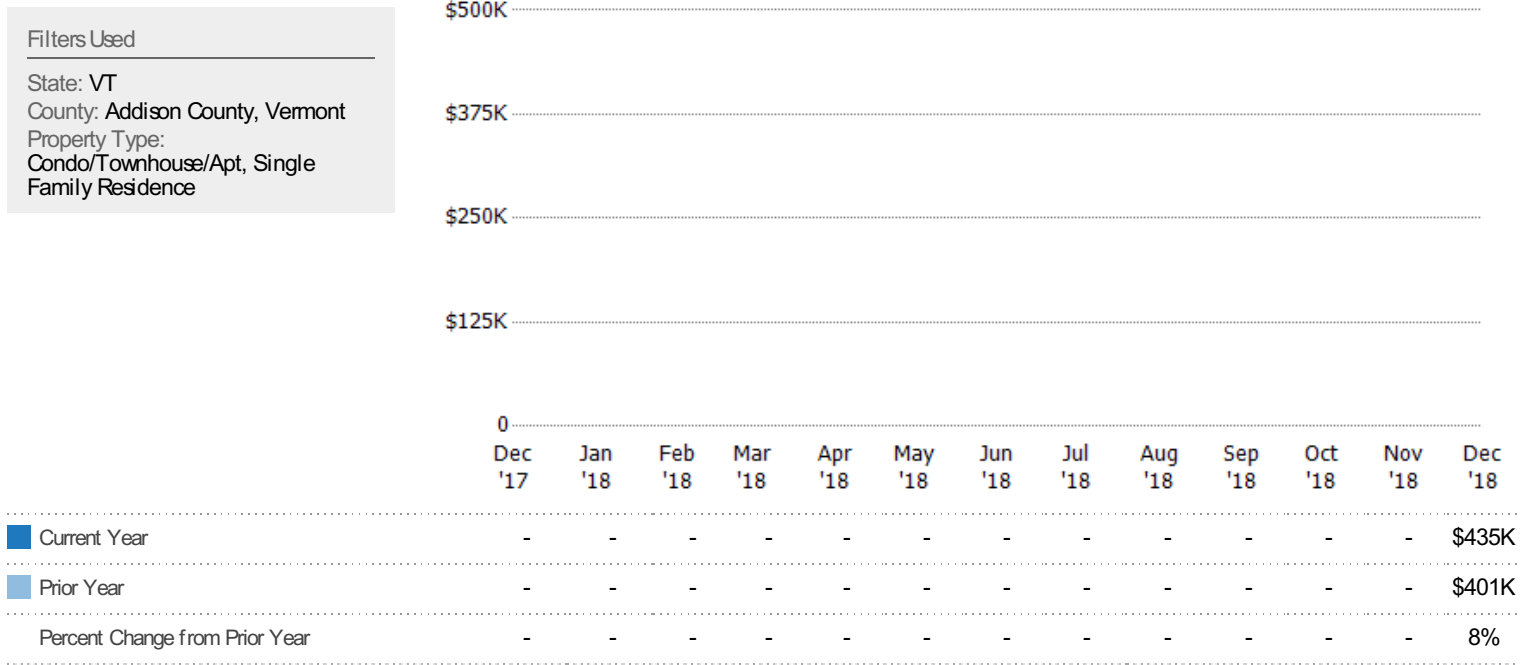 Filters Used
State: VT
County: Addison County, Vermont
Property Type:
Condo/Townhouse/Apt, Single
Family Residence
$500K
$375K
$250K
$125K
0
Dec Jan Feb Mar Apr May Jun Jul Aug Sep Oct Nov Dec
'17 '18 '18 '18 '18 '18 '18 '18 '18 '18 '18 '18 '18
Current Year - - - - - - - - - - - - $435K
Prior Year - - - - - - - - - - - - $401K
Percent Change from Prior Year - - - - - - - - - - - - 8%